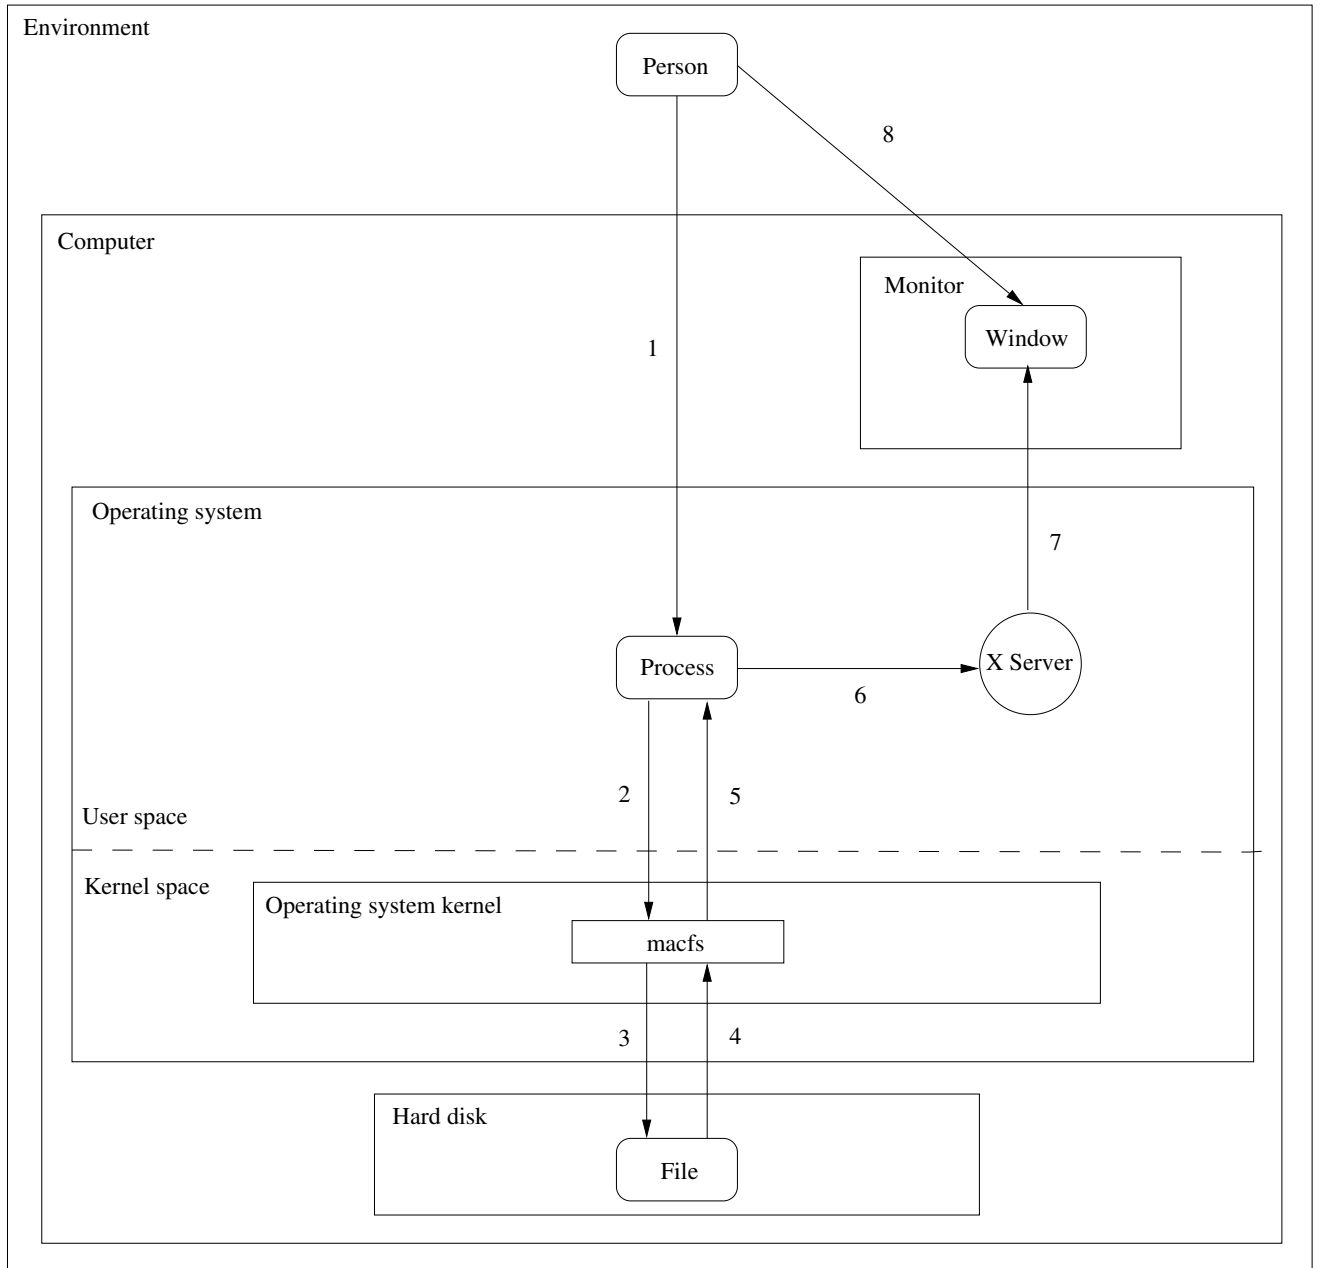 Environment
Person
8
Computer
Monitor
Window
1
Operating system
7
Process
X Server
6
2
5
User space
Kernel space
Operating system kernel
macfs
3
4
Hard disk
File